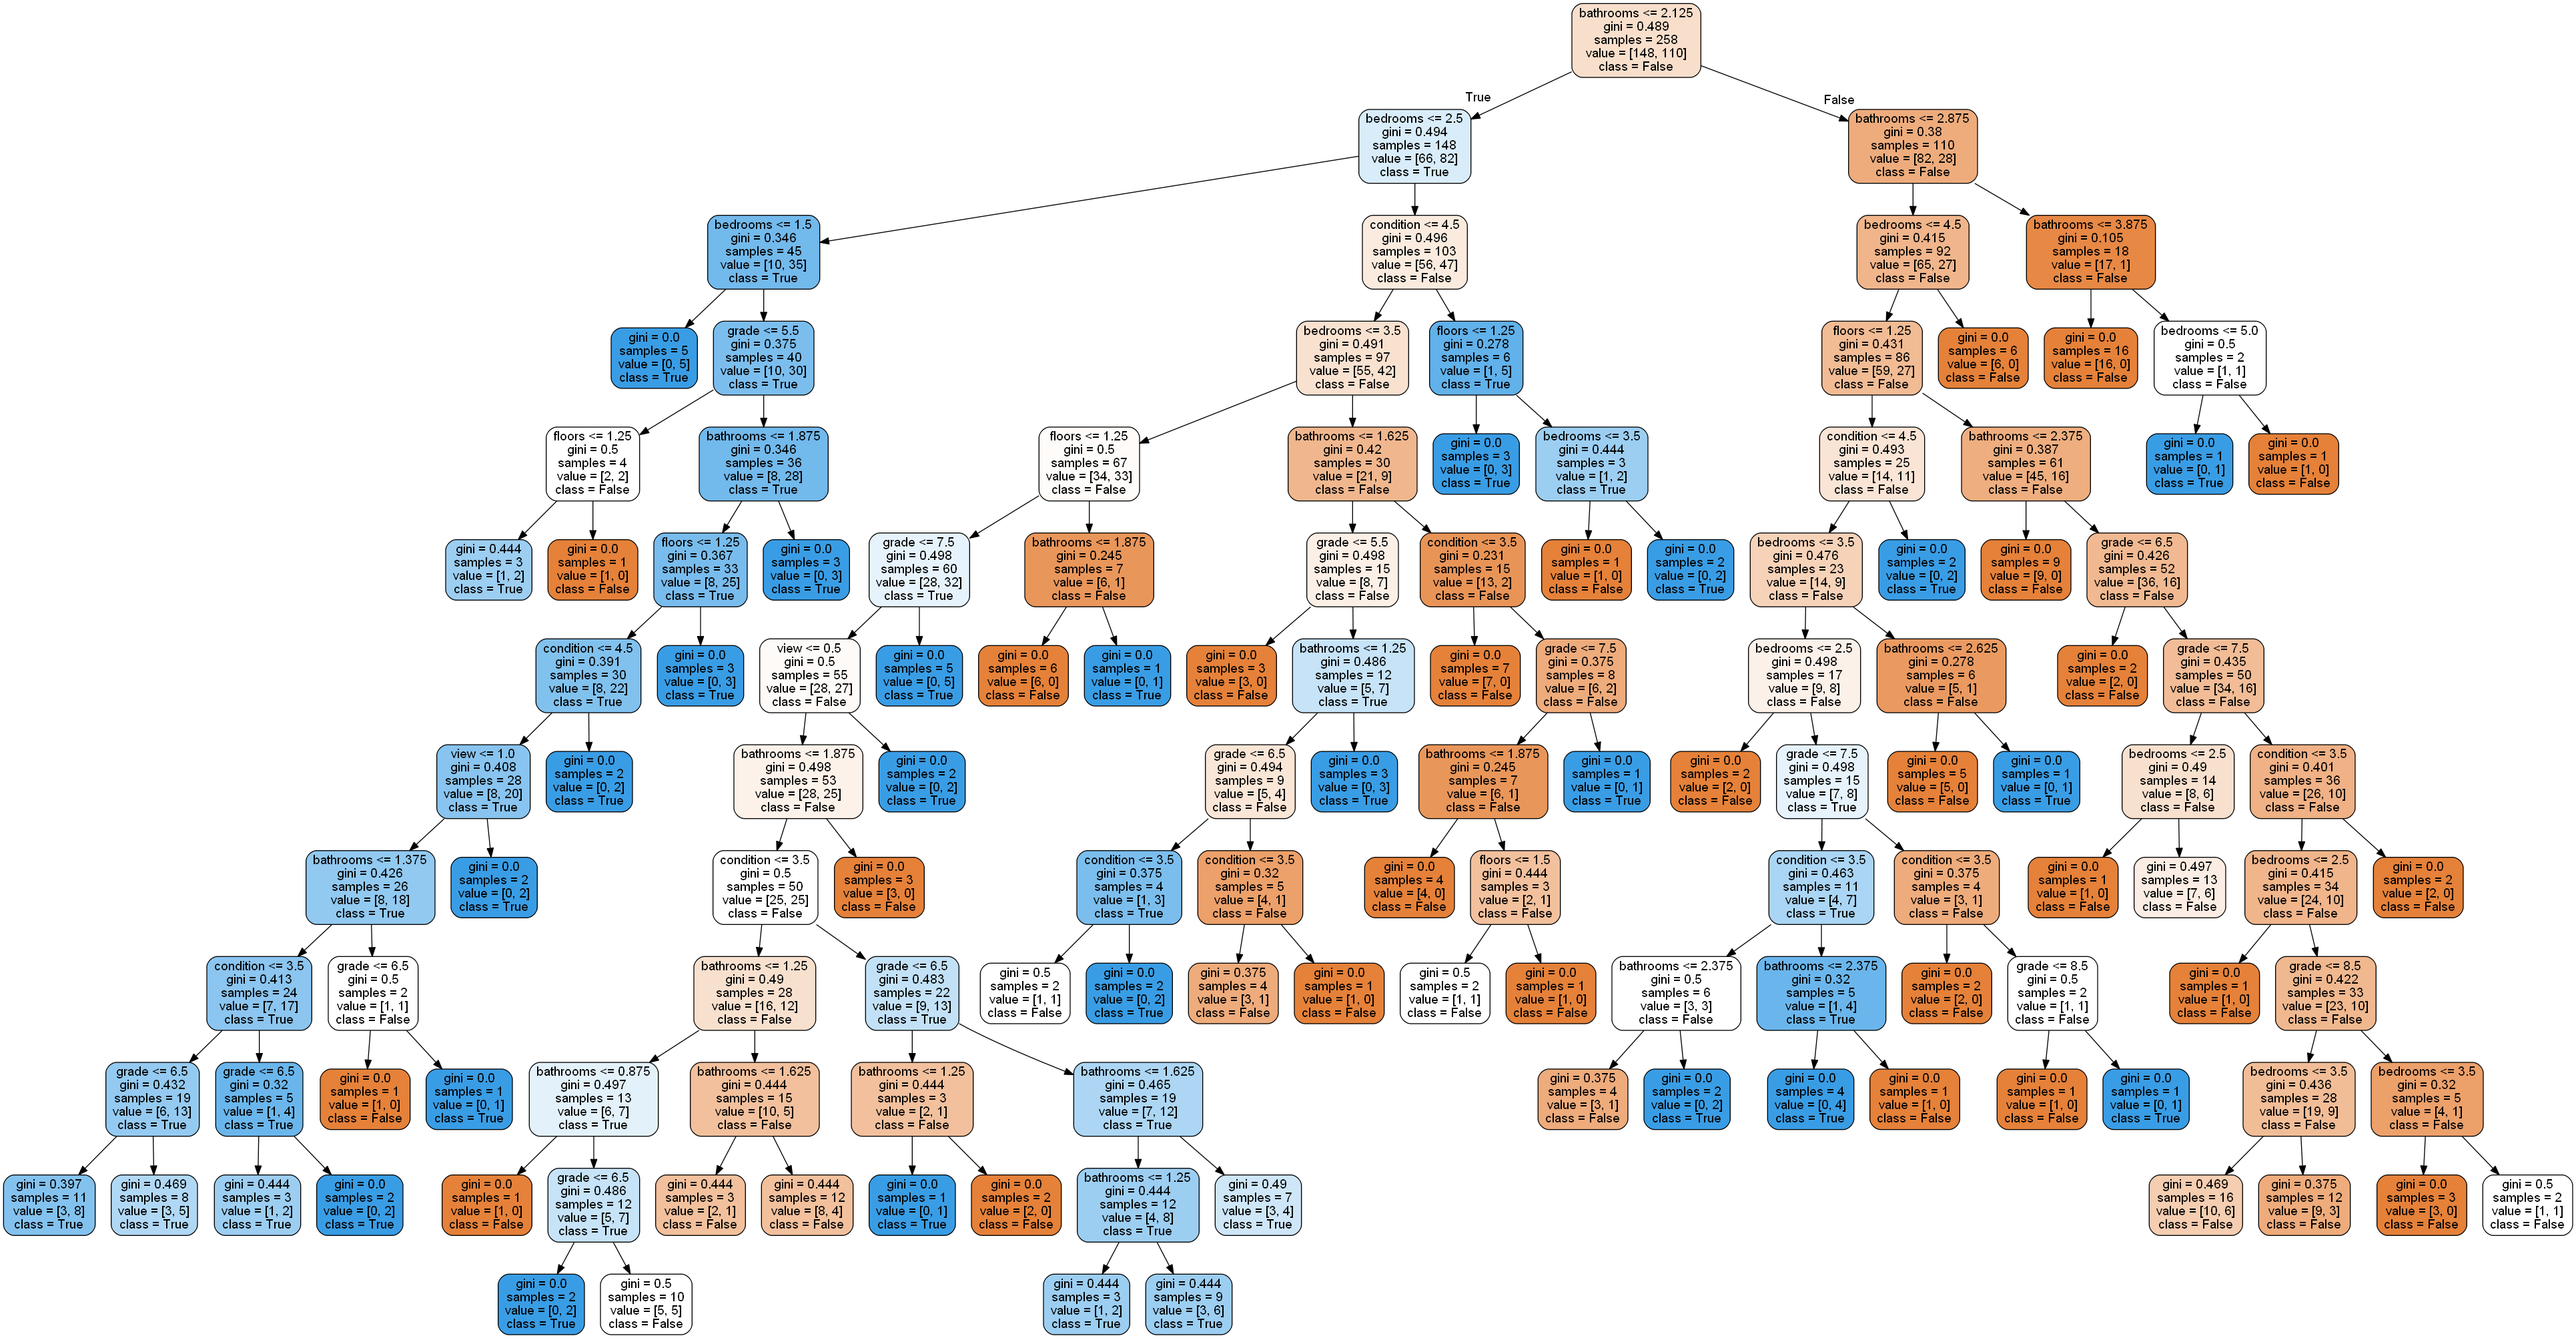 bathrooms <= 2.125
gini = 0.489
samples = 258
value = [148, 110]
class = False
True
False
bedrooms <= 2.5
gini = 0.494
samples = 148
value = [66, 82]
class = True
bathrooms <= 2.875
gini = 0.38
samples = 110
value = [82, 28]
class = False
bedrooms <= 1.5
gini = 0.346
samples = 45
value = [10, 35]
class = True
condition <= 4.5
gini = 0.496
samples = 103
value = [56, 47]
class = False
bedrooms <= 4.5
gini = 0.415
samples = 92
value = [65, 27]
class = False
bathrooms <= 3.875
gini = 0.105
samples = 18
value = [17, 1]
class = False
gini = 0.0
samples = 5
value = [0, 5]
class = True
grade <= 5.5
gini = 0.375
samples = 40
value = [10, 30]
class = True
bedrooms <= 3.5
gini = 0.491
samples = 97
value = [55, 42]
class = False
floors <= 1.25
gini = 0.278
samples = 6
value = [1, 5]
class = True
floors <= 1.25
gini = 0.431
samples = 86
value = [59, 27]
class = False
gini = 0.0
samples = 6
value = [6, 0]
class = False
gini = 0.0
samples = 16
value = [16, 0]
class = False
bedrooms <= 5.0
gini = 0.5
samples = 2
value = [1, 1]
class = False
floors <= 1.25
gini = 0.5
samples = 4
value = [2, 2]
class = False
bathrooms <= 1.875
gini = 0.346
samples = 36
value = [8, 28]
class = True
floors <= 1.25
gini = 0.5
samples = 67
value = [34, 33]
class = False
bathrooms <= 1.625
gini = 0.42
samples = 30
value = [21, 9]
class = False
gini = 0.0
samples = 3
value = [0, 3]
class = True
bedrooms <= 3.5
gini = 0.444
samples = 3
value = [1, 2]
class = True
condition <= 4.5
gini = 0.493
samples = 25
value = [14, 11]
class = False
bathrooms <= 2.375
gini = 0.387
samples = 61
value = [45, 16]
class = False
gini = 0.0
samples = 1
value = [0, 1]
class = True
gini = 0.0
samples = 1
value = [1, 0]
class = False
gini = 0.444
samples = 3
value = [1, 2]
class = True
gini = 0.0
samples = 1
value = [1, 0]
class = False
floors <= 1.25
gini = 0.367
samples = 33
value = [8, 25]
class = True
gini = 0.0
samples = 3
value = [0, 3]
class = True
grade <= 7.5
gini = 0.498
samples = 60
value = [28, 32]
class = True
bathrooms <= 1.875
gini = 0.245
samples = 7
value = [6, 1]
class = False
grade <= 5.5
gini = 0.498
samples = 15
value = [8, 7]
class = False
condition <= 3.5
gini = 0.231
samples = 15
value = [13, 2]
class = False
gini = 0.0
samples = 1
value = [1, 0]
class = False
gini = 0.0
samples = 2
value = [0, 2]
class = True
bedrooms <= 3.5
gini = 0.476
samples = 23
value = [14, 9]
class = False
gini = 0.0
samples = 2
value = [0, 2]
class = True
gini = 0.0
samples = 9
value = [9, 0]
class = False
grade <= 6.5
gini = 0.426
samples = 52
value = [36, 16]
class = False
condition <= 4.5
gini = 0.391
samples = 30
value = [8, 22]
class = True
gini = 0.0
samples = 3
value = [0, 3]
class = True
view <= 0.5
gini = 0.5
samples = 55
value = [28, 27]
class = False
gini = 0.0
samples = 5
value = [0, 5]
class = True
gini = 0.0
samples = 6
value = [6, 0]
class = False
gini = 0.0
samples = 1
value = [0, 1]
class = True
gini = 0.0
samples = 3
value = [3, 0]
class = False
bathrooms <= 1.25
gini = 0.486
samples = 12
value = [5, 7]
class = True
gini = 0.0
samples = 7
value = [7, 0]
class = False
grade <= 7.5
gini = 0.375
samples = 8
value = [6, 2]
class = False
bedrooms <= 2.5
gini = 0.498
samples = 17
value = [9, 8]
class = False
bathrooms <= 2.625
gini = 0.278
samples = 6
value = [5, 1]
class = False
gini = 0.0
samples = 2
value = [2, 0]
class = False
grade <= 7.5
gini = 0.435
samples = 50
value = [34, 16]
class = False
view <= 1.0
gini = 0.408
samples = 28
value = [8, 20]
class = True
gini = 0.0
samples = 2
value = [0, 2]
class = True
bathrooms <= 1.875
gini = 0.498
samples = 53
value = [28, 25]
class = False
gini = 0.0
samples = 2
value = [0, 2]
class = True
grade <= 6.5
gini = 0.494
samples = 9
value = [5, 4]
class = False
gini = 0.0
samples = 3
value = [0, 3]
class = True
bathrooms <= 1.875
gini = 0.245
samples = 7
value = [6, 1]
class = False
gini = 0.0
samples = 1
value = [0, 1]
class = True
gini = 0.0
samples = 2
value = [2, 0]
class = False
grade <= 7.5
gini = 0.498
samples = 15
value = [7, 8]
class = True
gini = 0.0
samples = 5
value = [5, 0]
class = False
gini = 0.0
samples = 1
value = [0, 1]
class = True
bedrooms <= 2.5
gini = 0.49
samples = 14
value = [8, 6]
class = False
condition <= 3.5
gini = 0.401
samples = 36
value = [26, 10]
class = False
bathrooms <= 1.375
gini = 0.426
samples = 26
value = [8, 18]
class = True
gini = 0.0
samples = 2
value = [0, 2]
class = True
condition <= 3.5
gini = 0.5
samples = 50
value = [25, 25]
class = False
gini = 0.0
samples = 3
value = [3, 0]
class = False
condition <= 3.5
gini = 0.375
samples = 4
value = [1, 3]
class = True
condition <= 3.5
gini = 0.32
samples = 5
value = [4, 1]
class = False
gini = 0.0
samples = 4
value = [4, 0]
class = False
floors <= 1.5
gini = 0.444
samples = 3
value = [2, 1]
class = False
condition <= 3.5
gini = 0.463
samples = 11
value = [4, 7]
class = True
condition <= 3.5
gini = 0.375
samples = 4
value = [3, 1]
class = False
gini = 0.0
samples = 1
value = [1, 0]
class = False
gini = 0.497
samples = 13
value = [7, 6]
class = False
bedrooms <= 2.5
gini = 0.415
samples = 34
value = [24, 10]
class = False
gini = 0.0
samples = 2
value = [2, 0]
class = False
condition <= 3.5
gini = 0.413
samples = 24
value = [7, 17]
class = True
grade <= 6.5
gini = 0.5
samples = 2
value = [1, 1]
class = False
bathrooms <= 1.25
gini = 0.49
samples = 28
value = [16, 12]
class = False
grade <= 6.5
gini = 0.483
samples = 22
value = [9, 13]
class = True
gini = 0.5
samples = 2
value = [1, 1]
class = False
gini = 0.0
samples = 2
value = [0, 2]
class = True
gini = 0.375
samples = 4
value = [3, 1]
class = False
gini = 0.0
samples = 1
value = [1, 0]
class = False
gini = 0.5
samples = 2
value = [1, 1]
class = False
gini = 0.0
samples = 1
value = [1, 0]
class = False
bathrooms <= 2.375
gini = 0.5
samples = 6
value = [3, 3]
class = False
bathrooms <= 2.375
gini = 0.32
samples = 5
value = [1, 4]
class = True
gini = 0.0
samples = 2
value = [2, 0]
class = False
grade <= 8.5
gini = 0.5
samples = 2
value = [1, 1]
class = False
gini = 0.0
samples = 1
value = [1, 0]
class = False
grade <= 8.5
gini = 0.422
samples = 33
value = [23, 10]
class = False
grade <= 6.5
gini = 0.432
samples = 19
value = [6, 13]
class = True
grade <= 6.5
gini = 0.32
samples = 5
value = [1, 4]
class = True
gini = 0.0
samples = 1
value = [1, 0]
class = False
gini = 0.0
samples = 1
value = [0, 1]
class = True
bathrooms <= 0.875
gini = 0.497
samples = 13
value = [6, 7]
class = True
bathrooms <= 1.625
gini = 0.444
samples = 15
value = [10, 5]
class = False
bathrooms <= 1.25
gini = 0.444
samples = 3
value = [2, 1]
class = False
bathrooms <= 1.625
gini = 0.465
samples = 19
value = [7, 12]
class = True
gini = 0.375
samples = 4
value = [3, 1]
class = False
gini = 0.0
samples = 2
value = [0, 2]
class = True
gini = 0.0
samples = 4
value = [0, 4]
class = True
gini = 0.0
samples = 1
value = [1, 0]
class = False
gini = 0.0
samples = 1
value = [1, 0]
class = False
gini = 0.0
samples = 1
value = [0, 1]
class = True
bedrooms <= 3.5
gini = 0.436
samples = 28
value = [19, 9]
class = False
bedrooms <= 3.5
gini = 0.32
samples = 5
value = [4, 1]
class = False
gini = 0.397
samples = 11
value = [3, 8]
class = True
gini = 0.469
samples = 8
value = [3, 5]
class = True
gini = 0.444
samples = 3
value = [1, 2]
class = True
gini = 0.0
samples = 2
value = [0, 2]
class = True
gini = 0.0
samples = 1
value = [1, 0]
class = False
grade <= 6.5
gini = 0.486
samples = 12
value = [5, 7]
class = True
gini = 0.444
samples = 3
value = [2, 1]
class = False
gini = 0.444
samples = 12
value = [8, 4]
class = False
gini = 0.0
samples = 1
value = [0, 1]
class = True
gini = 0.0
samples = 2
value = [2, 0]
class = False
bathrooms <= 1.25
gini = 0.444
samples = 12
value = [4, 8]
class = True
gini = 0.49
samples = 7
value = [3, 4]
class = True
gini = 0.469
samples = 16
value = [10, 6]
class = False
gini = 0.375
samples = 12
value = [9, 3]
class = False
gini = 0.0
samples = 3
value = [3, 0]
class = False
gini = 0.5
samples = 2
value = [1, 1]
class = False
gini = 0.0
samples = 2
value = [0, 2]
class = True
gini = 0.5
samples = 10
value = [5, 5]
class = False
gini = 0.444
samples = 3
value = [1, 2]
class = True
gini = 0.444
samples = 9
value = [3, 6]
class = True